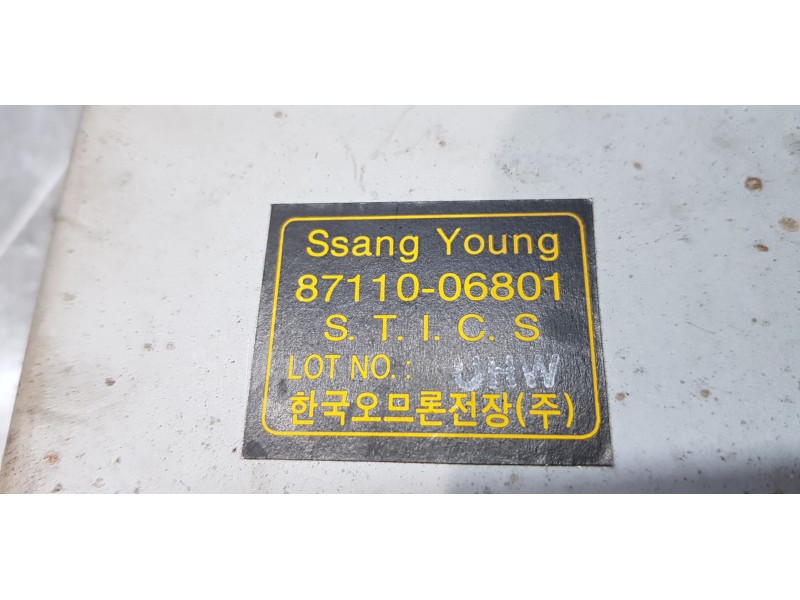 Ssang Young
87110-06801
S. T. I. C. S
LOT NO. : UHW
한국오므론전장(주)